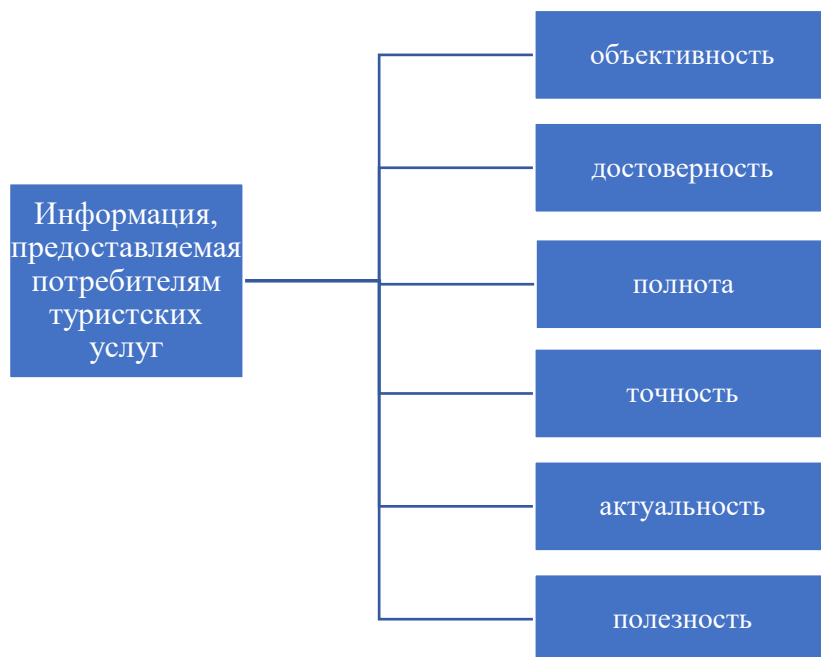 Информация,
предоставляемая
потребителям
туристских
услуг
объективность
достоверность
полнота
точность
актуальность
полезность